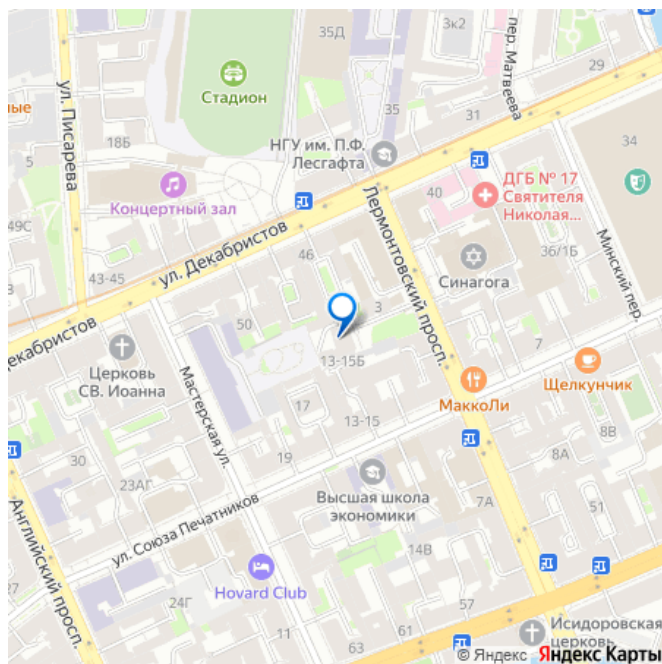 35Д
3к2
пер. Матвеева
29
Стадион
ул. Писарева
ные
35
31
34
5
18Б
НГУ им. П.Ф.
Лесгафта
ДГБ № 17
Святителя
Николая...
40
Концертный зал
49С
46
36/1Б
Лермонтовский просп.
Минский пер.
43-45
ул. Декабристов
Синагога
3
50
7
екабристов
Церковь
СВ. Иоанна
13-15Б
Щелкунчик
МаккоЛи
Мастерская ул.
17
13-15
8В
30
19
8А
23АГ
Высшая школа
экономики
7А
51
Английский просп.
ул. Союза Печатников
14В
Hovard Club
27
24Г
57
11
63
61
Исидоровская
церковь
© Яндекс Яндекс Карты